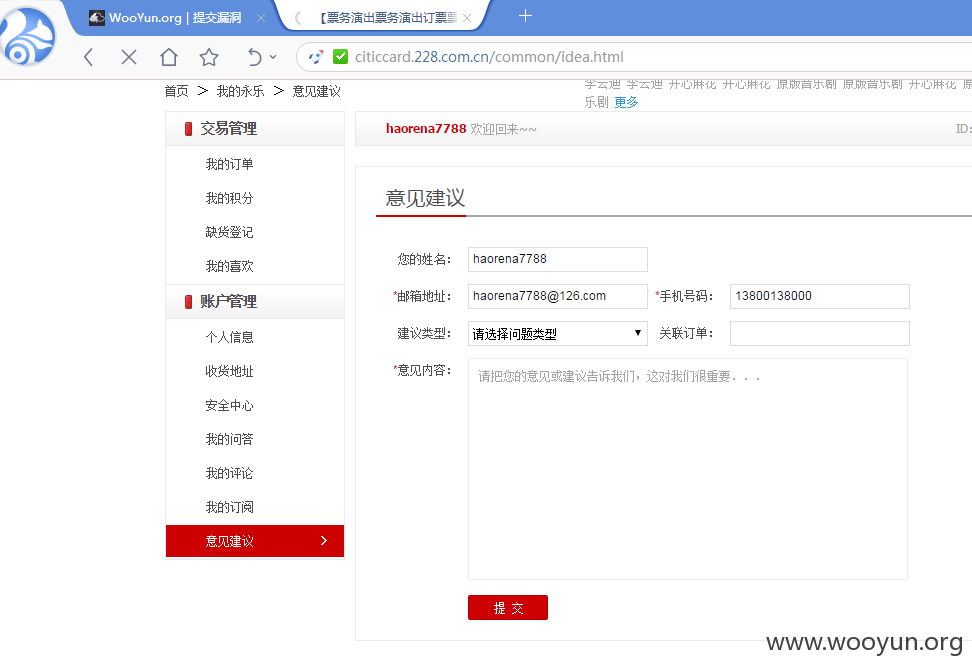 WooYun.org | 提交漏洞
【票务演出票务演出订票票
citiccard.228.com.cn/common/idea.html
首页 > 我的永乐 > 意见建议
李云迪 李云迪 开心麻花 开心麻花 原版音乐剧 原版音乐剧 开心麻花
乐剧 更多
交易管理
我的订单
我的积分
缺货登记
我的喜欢
账户管理
个人信息
收货地址
安全中心
我的问答
我的评论
我的订阅
意见建议
haorena7788 欢迎回来~~
ID:
意见建议
您的姓名： haorena7788
*邮箱地址： haorena7788@126.com *手机号码： 13800138000
建议类型： 请选择问题类型 关联订单：
*意见内容： 请把您的意见或建议告诉我们，这对我们很重要．．．
提 交
www.wooyun.org